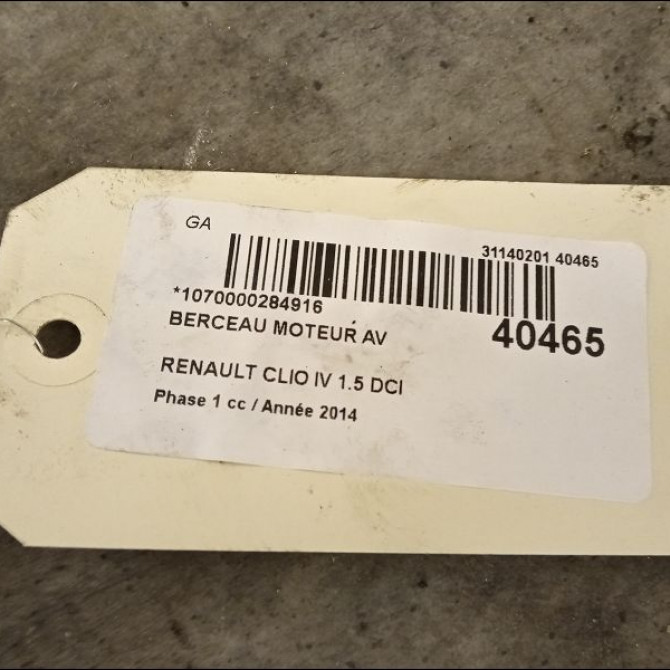 GA
31140201 40465
*1070000284916
40465
BERCEAU MOTEUR AV
RENAULT CLIO IV 1.5 DCI
Phase 1 cc / Année 2014